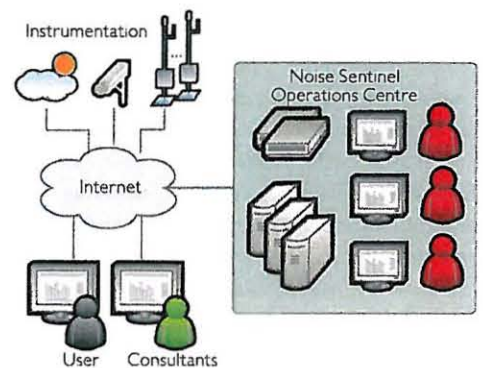 Instrumentation
Noise Sentinel
Operations Centre
Internet
User
Consultants